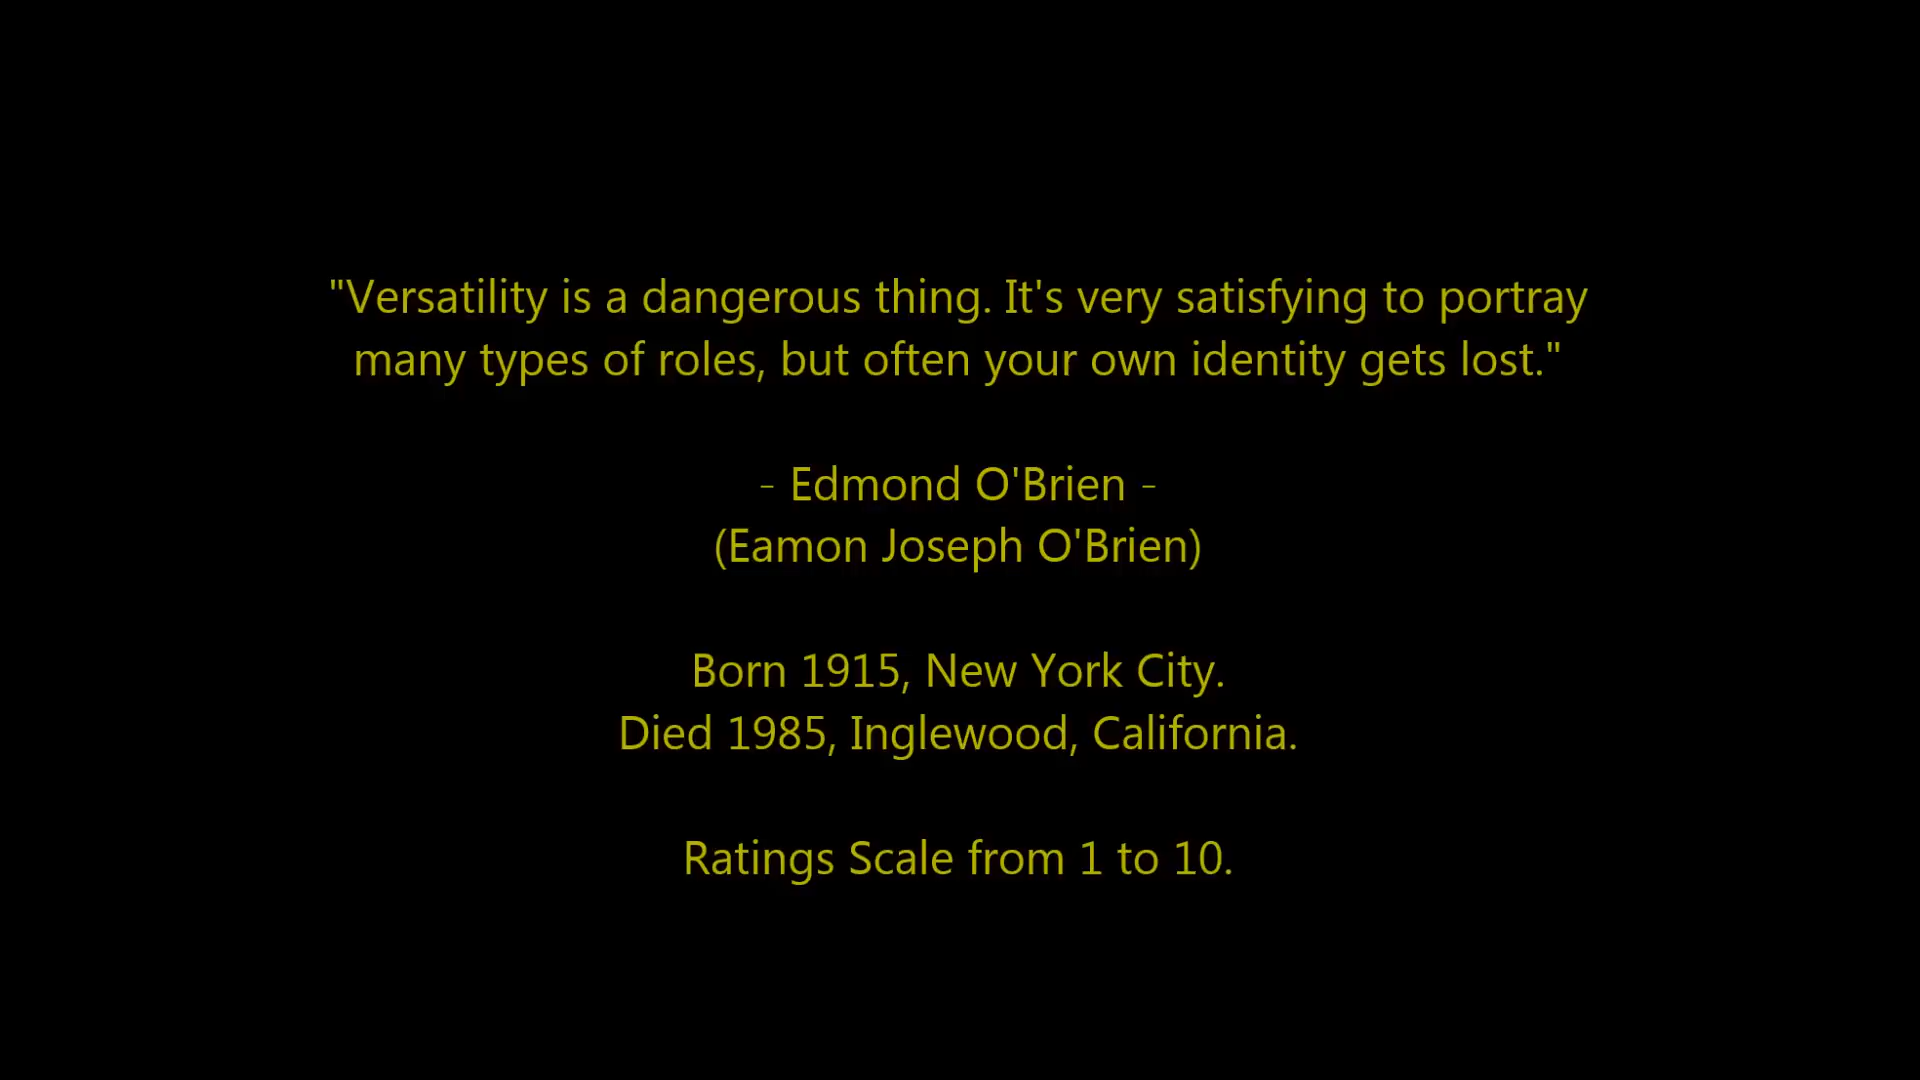 "Versatility is a dangerous thing. It's very satisfying to portray
many types of roles, but often your own identity gets lost."
- Edmond O'Brien -
(Eamon Joseph O'Brien)
Born 1915, New York City.
Died 1985, Inglewood, California.
Ratings Scale from 1 to 10.